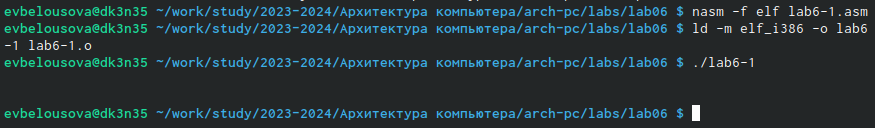 evbelousova@dk3n35 ~/work/study/2023-2024/Архитектура компьютера/arch-pc/labs/lab06 $ nasm -f elf lab6-1.asm
evbelousova@dk3n35 ~/work/study/2023-2024/Архитектура компьютера/arch-pc/labs/lab06 $ ld -m elf_i386 -o lab6
-1 lab6-1.o
evbelousova@dk3n35 ~/work/study/2023-2024/Архитектура компьютера/arch-pc/labs/lab06 $ ./lab6-1
evbelousova@dk3n35 ~/work/study/2023-2024/Архитектура компьютера/arch-pc/labs/lab06 $